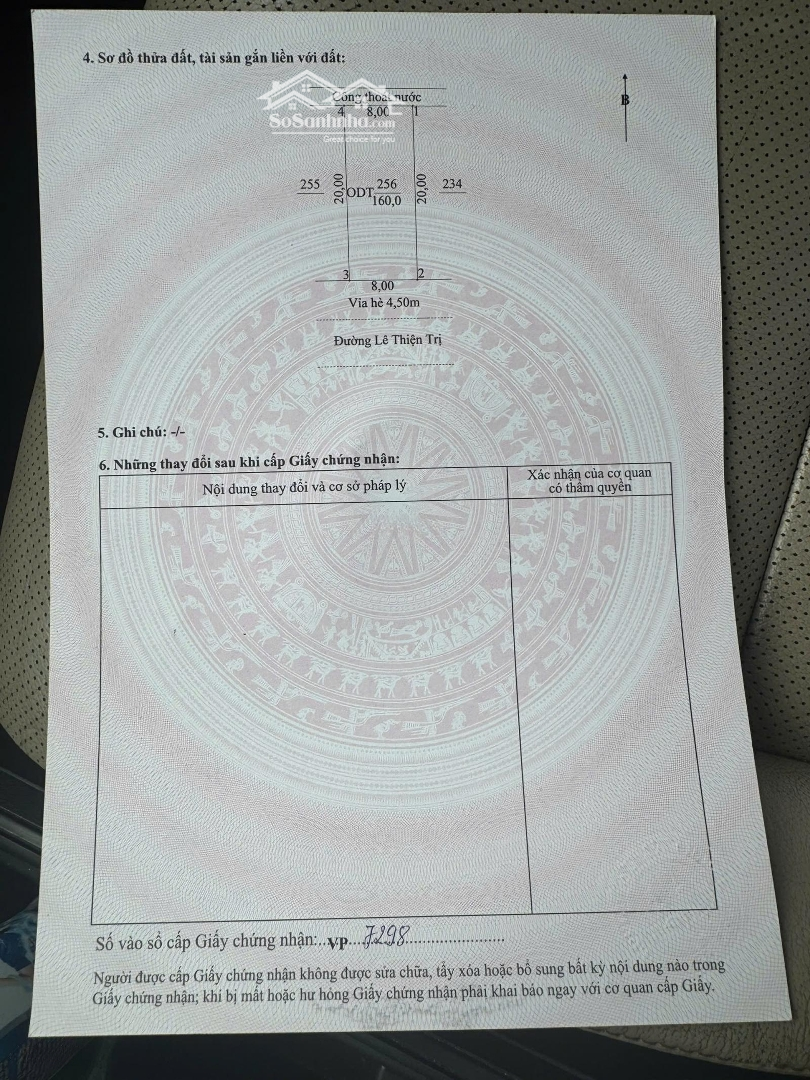 4. Sơ đồ thửa đất, tài sản gắn liền với đất:
Cống thoát nước
4 8,00 1
B
SoSanhnha.com
Great choice for you
255 20,00 ODT 256 20,00 234
160,0
3 2
8,00
Vỉa hè 4,50m
Đường Lê Thiện Trị
5. Ghi chú: -/-
6. Những thay đổi sau khi cấp Giấy chứng nhận:
Nội dung thay đổi và cơ sở pháp lý
Xác nhận của cơ quan
có thẩm quyền
Số vào sổ cấp Giấy chứng nhận:..VP....7298........................
Người được cấp Giấy chứng nhận không được sửa chữa, tẩy xóa hoặc bổ sung bất kỳ nội dung nào trong
Giấy chứng nhận; khi bị mất hoặc hư hỏng Giấy chứng nhận phải khai báo ngay với cơ quan cấp Giấy.